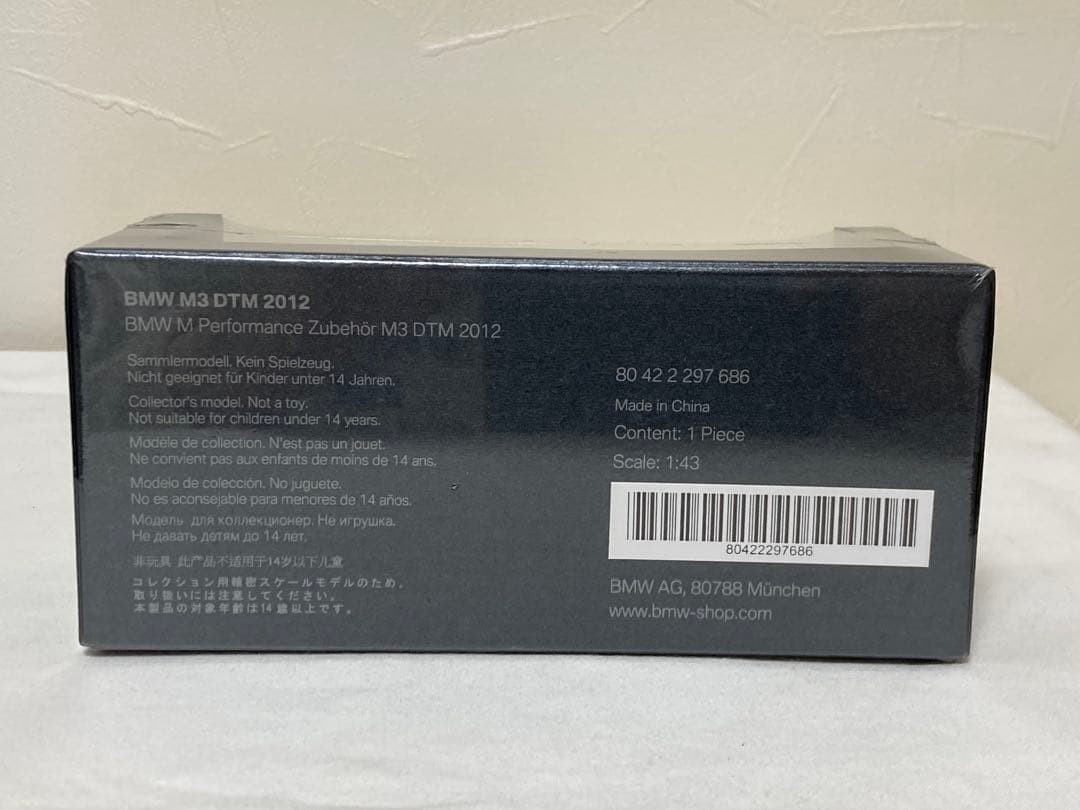 BMW M3 DTM 2012
BMW M Performance Zubehör M3 DTM 2012
Sammlermodell. Kein Spielzeug.
Nicht geeignet für Kinder unter 14 Jahren.
Collector's model. Not a toy.
Not suitable for children under 14 years.
Modèle de collection. N'est pas un jouet.
Ne convient pas aux enfants de moins de 14 ans.
Modelo de colección. No juguete.
No es aconsejable para menores de 14 años.
Модель для коллекционер. Не игрушка.
Не давать детям до 14 лет.
非玩具 此产品不适用于14岁以下儿童
コレクション用精密スケールモデルのため、
取り扱いには注意してください。
本製品の対象年齢は14歳以上です。
80 42 2 297 686
Made in China
Content: 1 Piece
Scale: 1:43
80422297686
BMW AG, 80788 München
www.bmw-shop.com